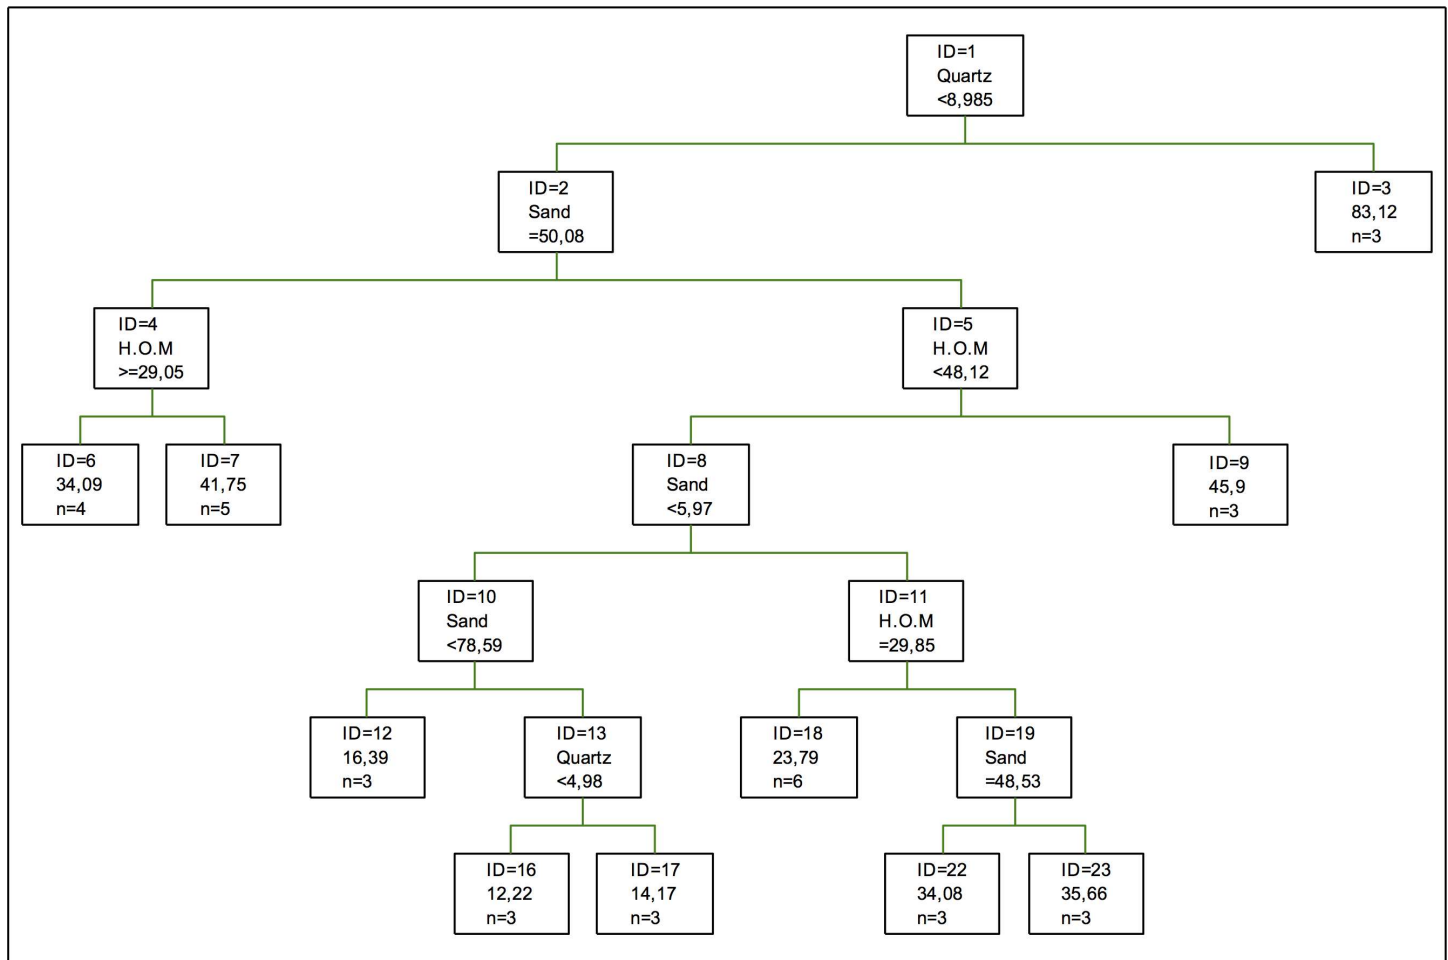 ID=1
Quartz
<8,985
ID=2
Sand
=50,08
ID=3
83,12
n=3
ID=4
H.O.M
>=29,05
ID=5
H.O.M
<48,12
ID=6
34,09
n=4
ID=7
41,75
n=5
ID=8
Sand
<5,97
ID=9
45,9
n=3
ID=10
Sand
<78,59
ID=11
H.O.M
=29,85
ID=12
16,39
n=3
ID=13
Quartz
<4,98
ID=18
23,79
n=6
ID=19
Sand
=48,53
ID=16
12,22
n=3
ID=17
14,17
n=3
ID=22
34,08
n=3
ID=23
35,66
n=3